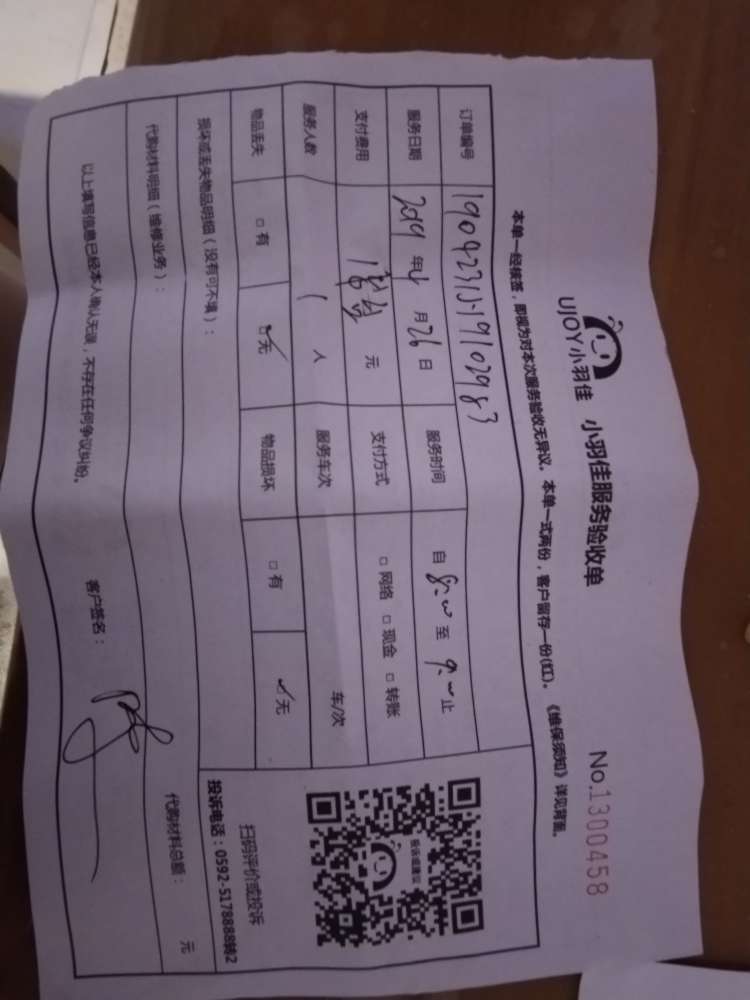 UJOY小羽佳 小羽佳服务验收单
No.1300458
本单一经核签，即视为对本次服务验收无异议。本单一式两份，客户留存一份(红)。《维保须知》详见背面。
订单编号
服务日期 2019 年 4 月 26 日 服务时间 自 8: 至 9: 止
支付费用 元 支付方式 □网络 □现金 □转账
服务人数 1 人 服务车次 车/次
物品丢失 □有 ☑无 物品损坏 □有 ☑无
损坏或丢失物品明细（没有可不填）：
代购材料明细（维修业务）：
代购材料总额： 元
以上填写信息已经本人确认无误，不存在任何争议纠纷。
客户签名：
投诉或建议
扫码评价或投诉
投诉电话：0592-5178888转2